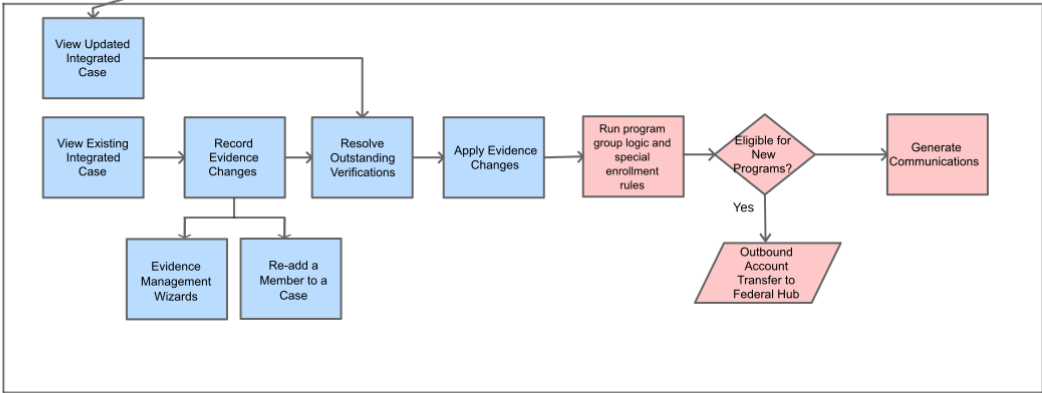 View Updated
Integrated
Case
View Existing
Integrated
Case
Record
Evidence
Changes
Resolve
Outstanding
Verifications
Apply Evidence
Changes
Run program
group logic and
special
enrollment
rules
Eligible for
New
Programs?
Generate
Communications
Yes
Evidence
Management
Wizards
Re-add a
Member to a
Case
Outbound
Account
Transfer to
Federal Hub